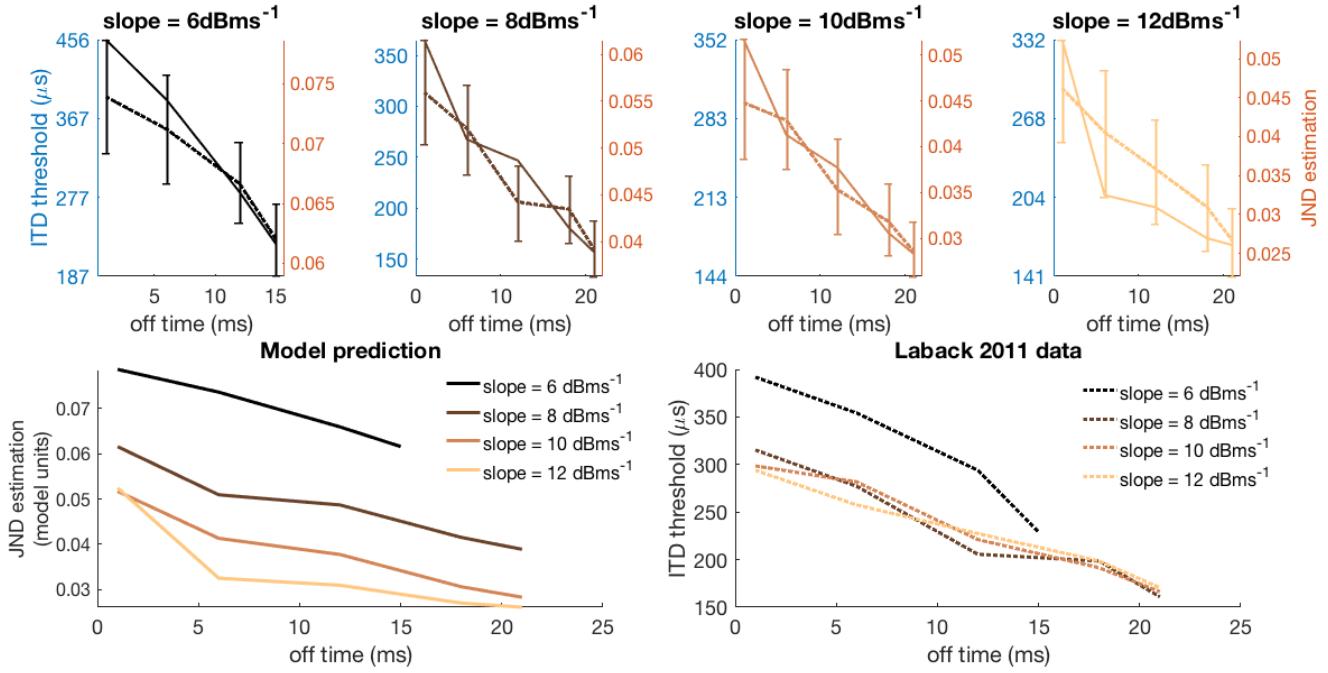 slope = 6dBms⁻¹
slope = 8dBms⁻¹
slope = 10dBms⁻¹
slope = 12dBms⁻¹
ITD threshold (μs)
456
367
277
187
0.075
0.07
0.065
0.06
5 10 15
off time (ms)
350
300
250
200
150
0.06
0.055
0.05
0.045
0.04
0 10 20
off time (ms)
352
283
213
144
0.05
0.045
0.04
0.035
0.03
0 10 20
off time (ms)
332
268
204
141
0.05
0.045
0.04
0.035
0.03
0.025
0 10 20
off time (ms)
JND estimation
Model prediction
JND estimation
(model units)
0.07
0.06
0.05
0.04
0.03
slope = 6 dBms⁻¹
slope = 8 dBms⁻¹
slope = 10 dBms⁻¹
slope = 12 dBms⁻¹
0 5 10 15 20 25
off time (ms)
Laback 2011 data
ITD threshold (μs)
400
350
300
250
200
150
slope = 6 dBms⁻¹
slope = 8 dBms⁻¹
slope = 10 dBms⁻¹
slope = 12 dBms⁻¹
0 5 10 15 20 25
off time (ms)